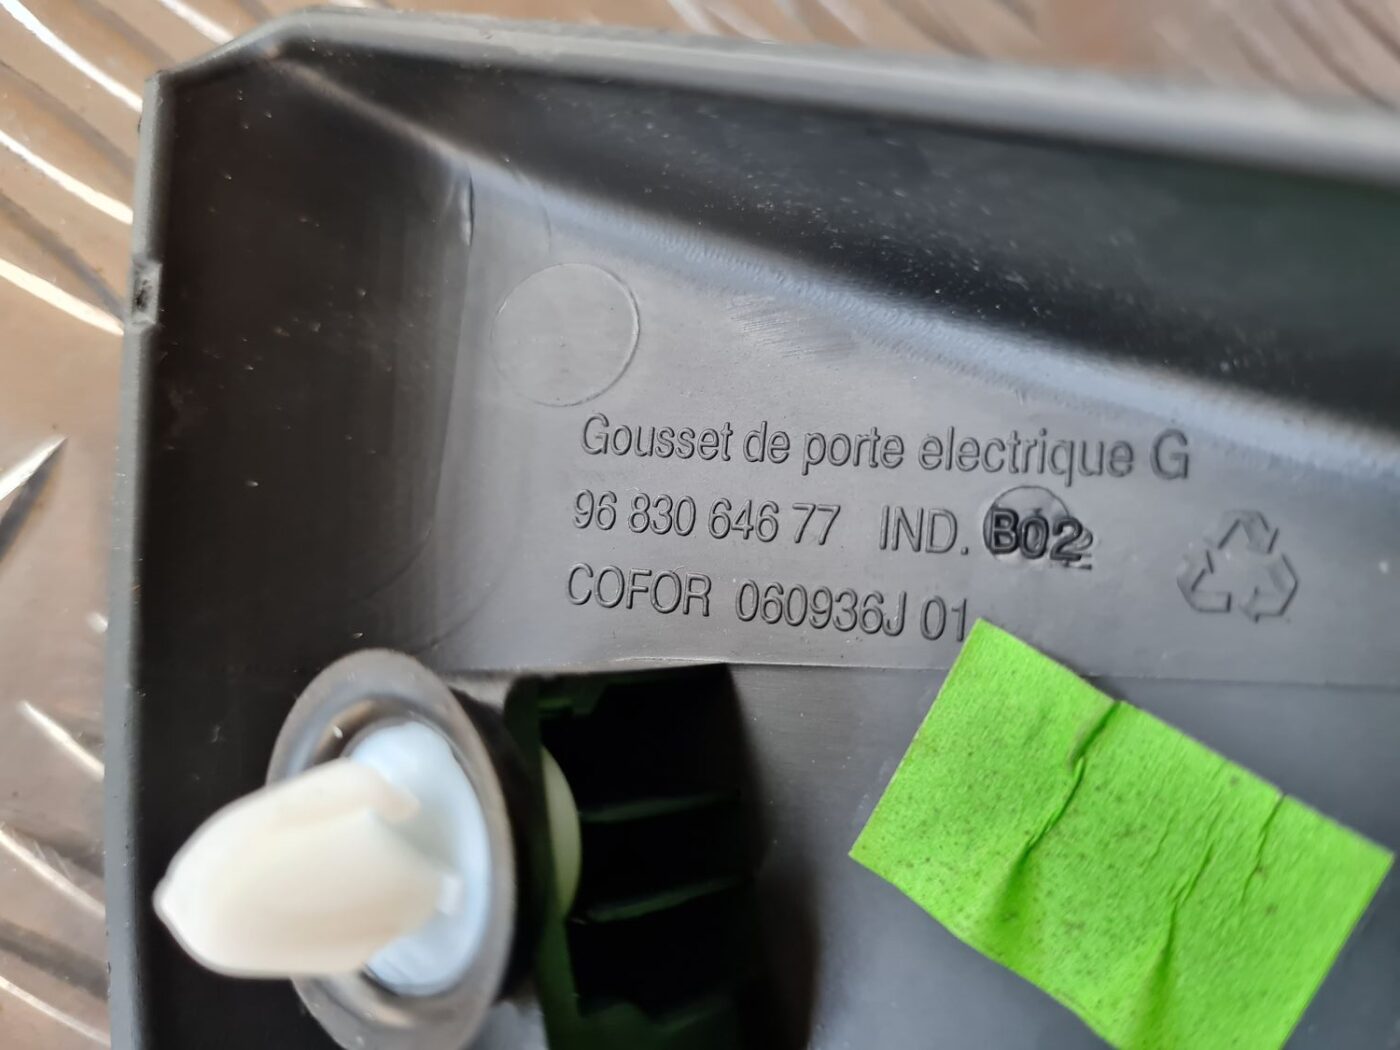 Gousset de porte electrique G
96 830 646 77 IND. B02
COFOR 060936J 01